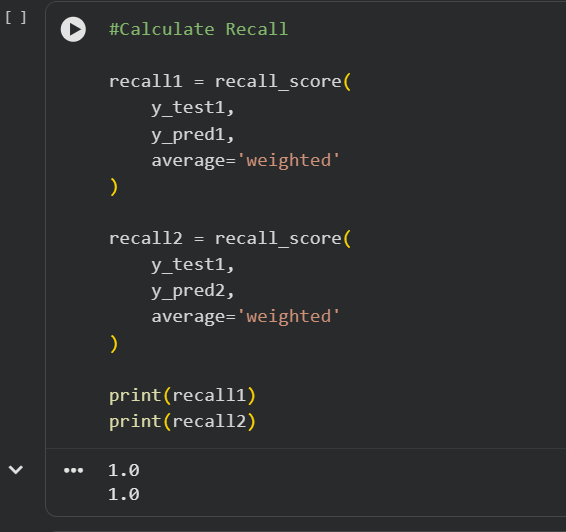 [ ]
#Calculate Recall
recall1 = recall_score(
    y_test1,
    y_pred1,
    average='weighted'
)
recall2 = recall_score(
    y_test1,
    y_pred2,
    average='weighted'
)
print(recall1)
print(recall2)
1.0
1.0